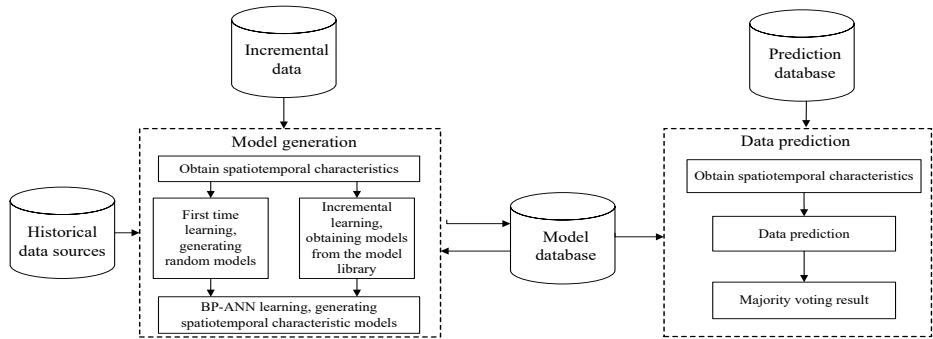 Incremental
data
Prediction
database
Historical
data sources
Model generation
Obtain spatiotemporal characteristics
First time
learning,
generating
random models
Incremental
learning,
obtaining models
from the model
library
BP-ANN learning, generating
spatiotemporal characteristic models
Model
database
Data prediction
Obtain spatiotemporal characteristics
Data prediction
Majority voting result